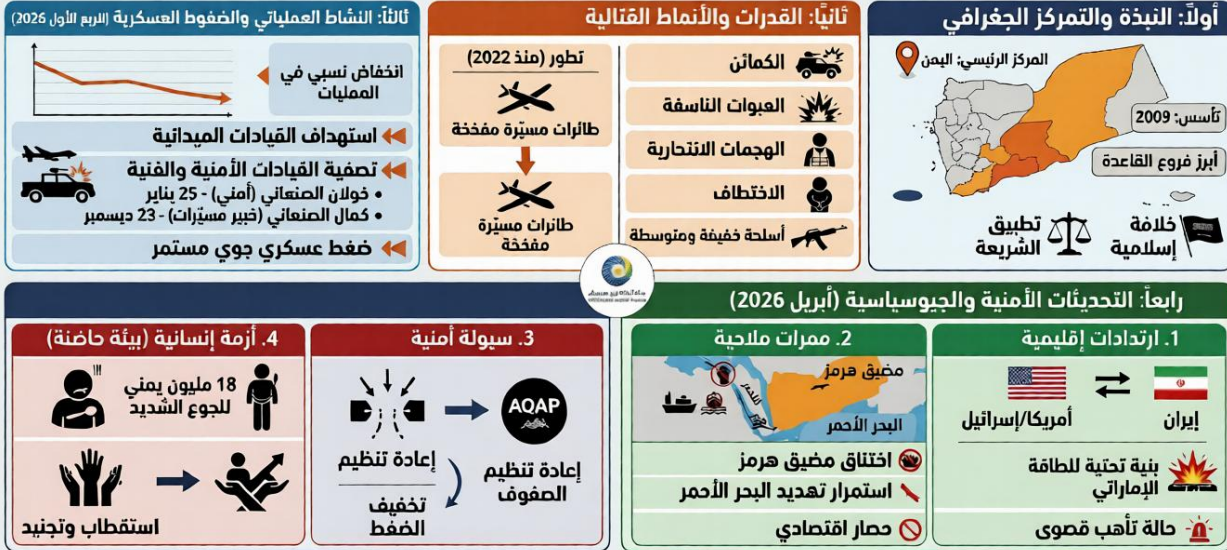 أولاً: النبذة والتمركز الجغرافي
المركز الرئيسي: اليمن
تأسس: 2009
أبرز فروع القاعدة
خلافة
إسلامية
تطبيق
الشريعة
ثانيًا: القدرات والأنماط القتالية
الكمائن
العبوات الناسفة
الهجمات الانتحارية
الاختطاف
أسلحة خفيفة ومتوسطة
تطور (منذ 2022)
طائرات مسيّرة مفخخة
طائرات مسيّرة
مفخخة
ثالثاً: النشاط العملياتي والضغوط العسكرية (الربع الأول 2026)
انخفاض نسبي في
العمليات
استهداف القيادات الميدانية
تصفية القيادات الأمنية والفنية
• خولان الصنعاني (أمني) - 25 يناير
• كمال الصنعاني (خبير مسيّرات) - 23 ديسمبر
ضغط عسكري جوي مستمر
رابعاً: التحديثات الأمنية والجيوسياسية (أبريل 2026)
1. ارتدادات إقليمية
إيران
أمريكا/إسرائيل
بنية تحتية للطاقة
الإماراتي
حالة تأهب قصوى
2. ممرات ملاحية
مضيق هرمز
البحر الأحمر
اختناق مضيق هرمز
استمرار تهديد البحر الأحمر
حصار اقتصادي
3. سيولة أمنية
AQAP
إعادة تنظيم
إعادة تنظيم
الصفوف
تخفيف
الضغط
4. أزمة إنسانية (بيئة حاضنة)
!!!
18 مليون يمني
للجوع الشديد
استقطاب وتجنيد